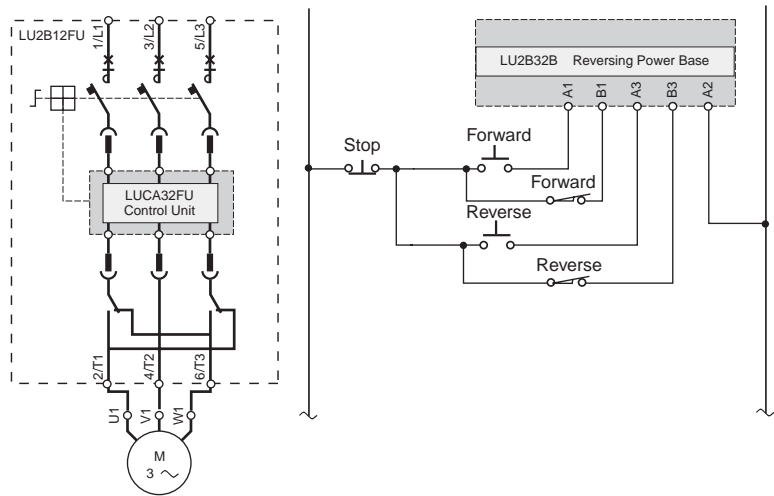 LU2B12FU
1/L1
3/L2
5/L3
LUCA32FU
Control Unit
2/T1
4/T2
6/T3
U1
V1
W1
M
3 ~
LU2B32B Reversing Power Base
A1
B1
A3
B3
A2
Stop
Forward
Forward
Reverse
Reverse